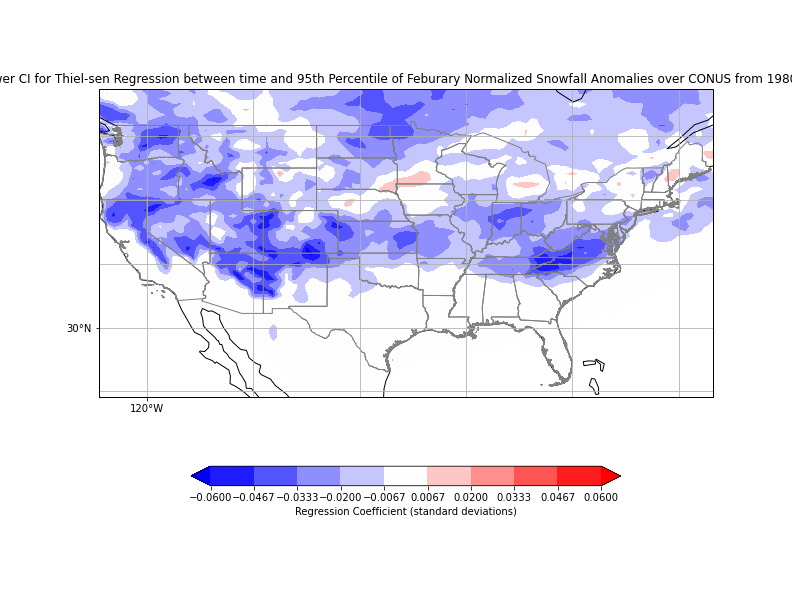 for Thiel-sen Regression between time and 95th Percentile of Feburary Normalized Snowfall Anomalies over CONUS from 1980
30°N
120°W
−0.0600 −0.0467 −0.0333 −0.0200 −0.0067 0.0067 0.0200 0.0333 0.0467 0.0600
Regression Coefficient (standard deviations)